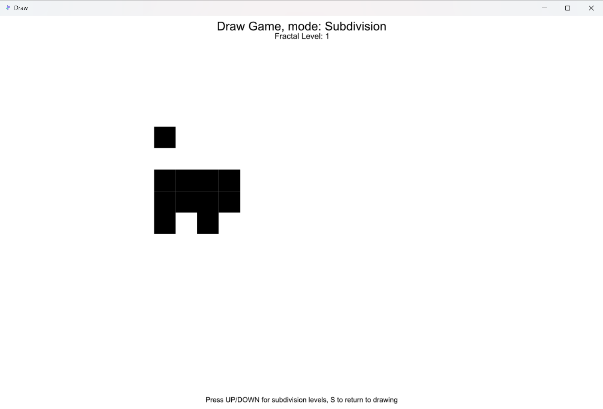 Draw
Draw Game, mode: Subdivision
Fractal Level: 1
Press UP/DOWN for subdivision levels, S to return to drawing